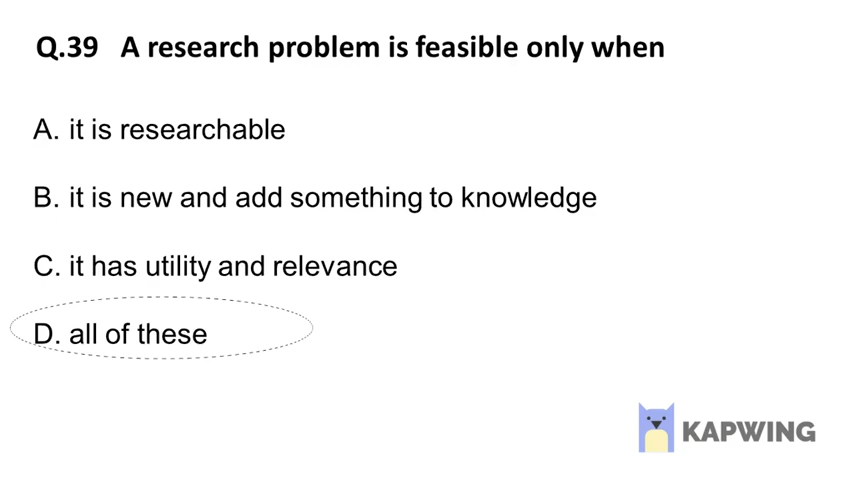 Q.39 A research problem is feasible only when
A. it is researchable
B. it is new and add something to knowledge
C. it has utility and relevance
D. all of these
KAPWING